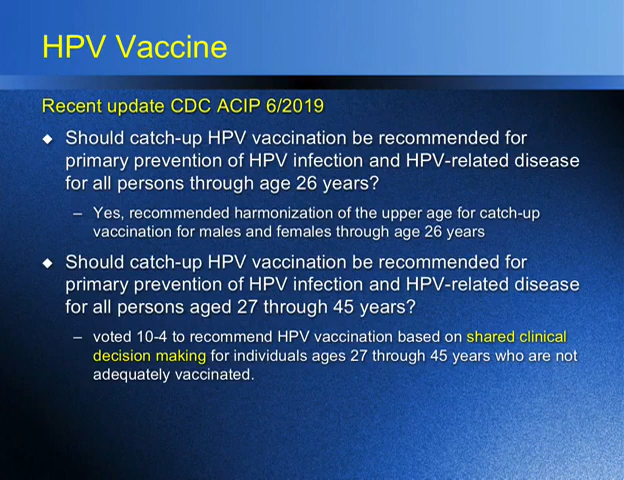 HPV Vaccine
Recent update CDC ACIP 6/2019
◆ Should catch-up HPV vaccination be recommended for
primary prevention of HPV infection and HPV-related disease
for all persons through age 26 years?
– Yes, recommended harmonization of the upper age for catch-up
vaccination for males and females through age 26 years
◆ Should catch-up HPV vaccination be recommended for
primary prevention of HPV infection and HPV-related disease
for all persons aged 27 through 45 years?
– voted 10-4 to recommend HPV vaccination based on shared clinical
decision making for individuals ages 27 through 45 years who are not
adequately vaccinated.